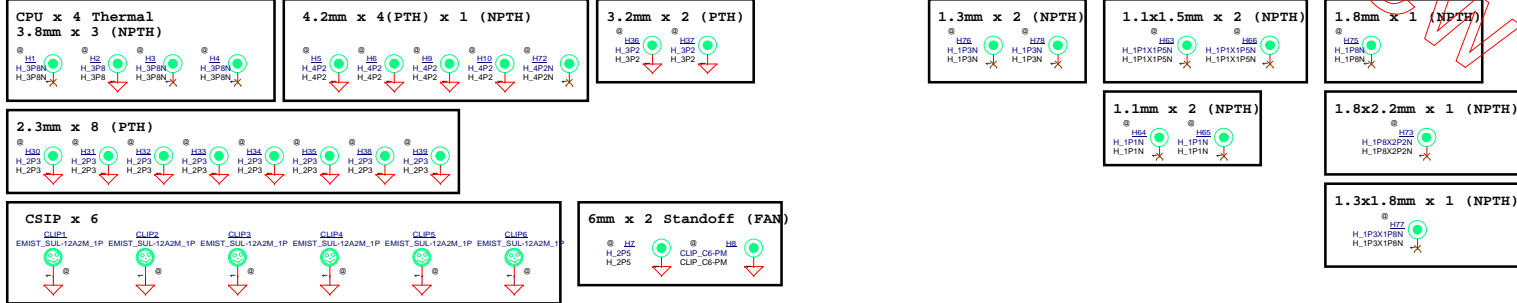 CPU x 4 Thermal
3.8mm x 3 (NPTH)
@
H1 H2 H3 H4
H_3P8N H_3P8 H_3P8N H_3P8N
H_3P8N H_3P8 H_3P8N H_3P8N
4.2mm x 4(PTH) x 1 (NPTH)
@ @ @ @ @
H5 H6 H9 H10 H72
H_4P2 H_4P2 H_4P2 H_4P2 H_4P2N
H_4P2 H_4P2 H_4P2 H_4P2 H_4P2N
3.2mm x 2 (PTH)
@ @
H36 H37
H_3P2 H_3P2
H_3P2 H_3P2
1.3mm x 2 (NPTH)
@ @
H76 H78
H_1P3N H_1P3N
H_1P3N H_1P3N
1.1x1.5mm x 2 (NPTH)
@ @
H63 H66
H_1P1X1P5N H_1P1X1P5N
H_1P1X1P5N H_1P1X1P5N
1.8mm x 1 (NPTH)
@
H75
H_1P8N
H_1P8N
2.3mm x 8 (PTH)
@ @ @ @ @ @ @ @
H30 H31 H32 H33 H34 H35 H38 H39
H_2P3 H_2P3 H_2P3 H_2P3 H_2P3 H_2P3 H_2P3 H_2P3
H_2P3 H_2P3 H_2P3 H_2P3 H_2P3 H_2P3 H_2P3 H_2P3
1.1mm x 2 (NPTH)
@ @
H64 H65
H_1P1N H_1P1N
H_1P1N H_1P1N
1.8x2.2mm x 1 (NPTH)
@
H73
H_1P8X2P2N
H_1P8X2P2N
CSIP x 6
CLIP1 CLIP2 CLIP3 CLIP4 CLIP5 CLIP6
EMIST_SUL-12A2M_1P EMIST_SUL-12A2M_1P EMIST_SUL-12A2M_1P EMIST_SUL-12A2M_1P EMIST_SUL-12A2M_1P EMIST_SUL-12A2M_1P
@ @ @ @ @ @
1 1 1 1 1 1
6mm x 2 Standoff (FAN)
@ H7 @ H8
H_2P5 CLIP_C6-PM
H_2P5 CLIP_C6-PM
1.3x1.8mm x 1 (NPTH)
@
H77
H_1P3X1P8N
H_1P3X1P8N